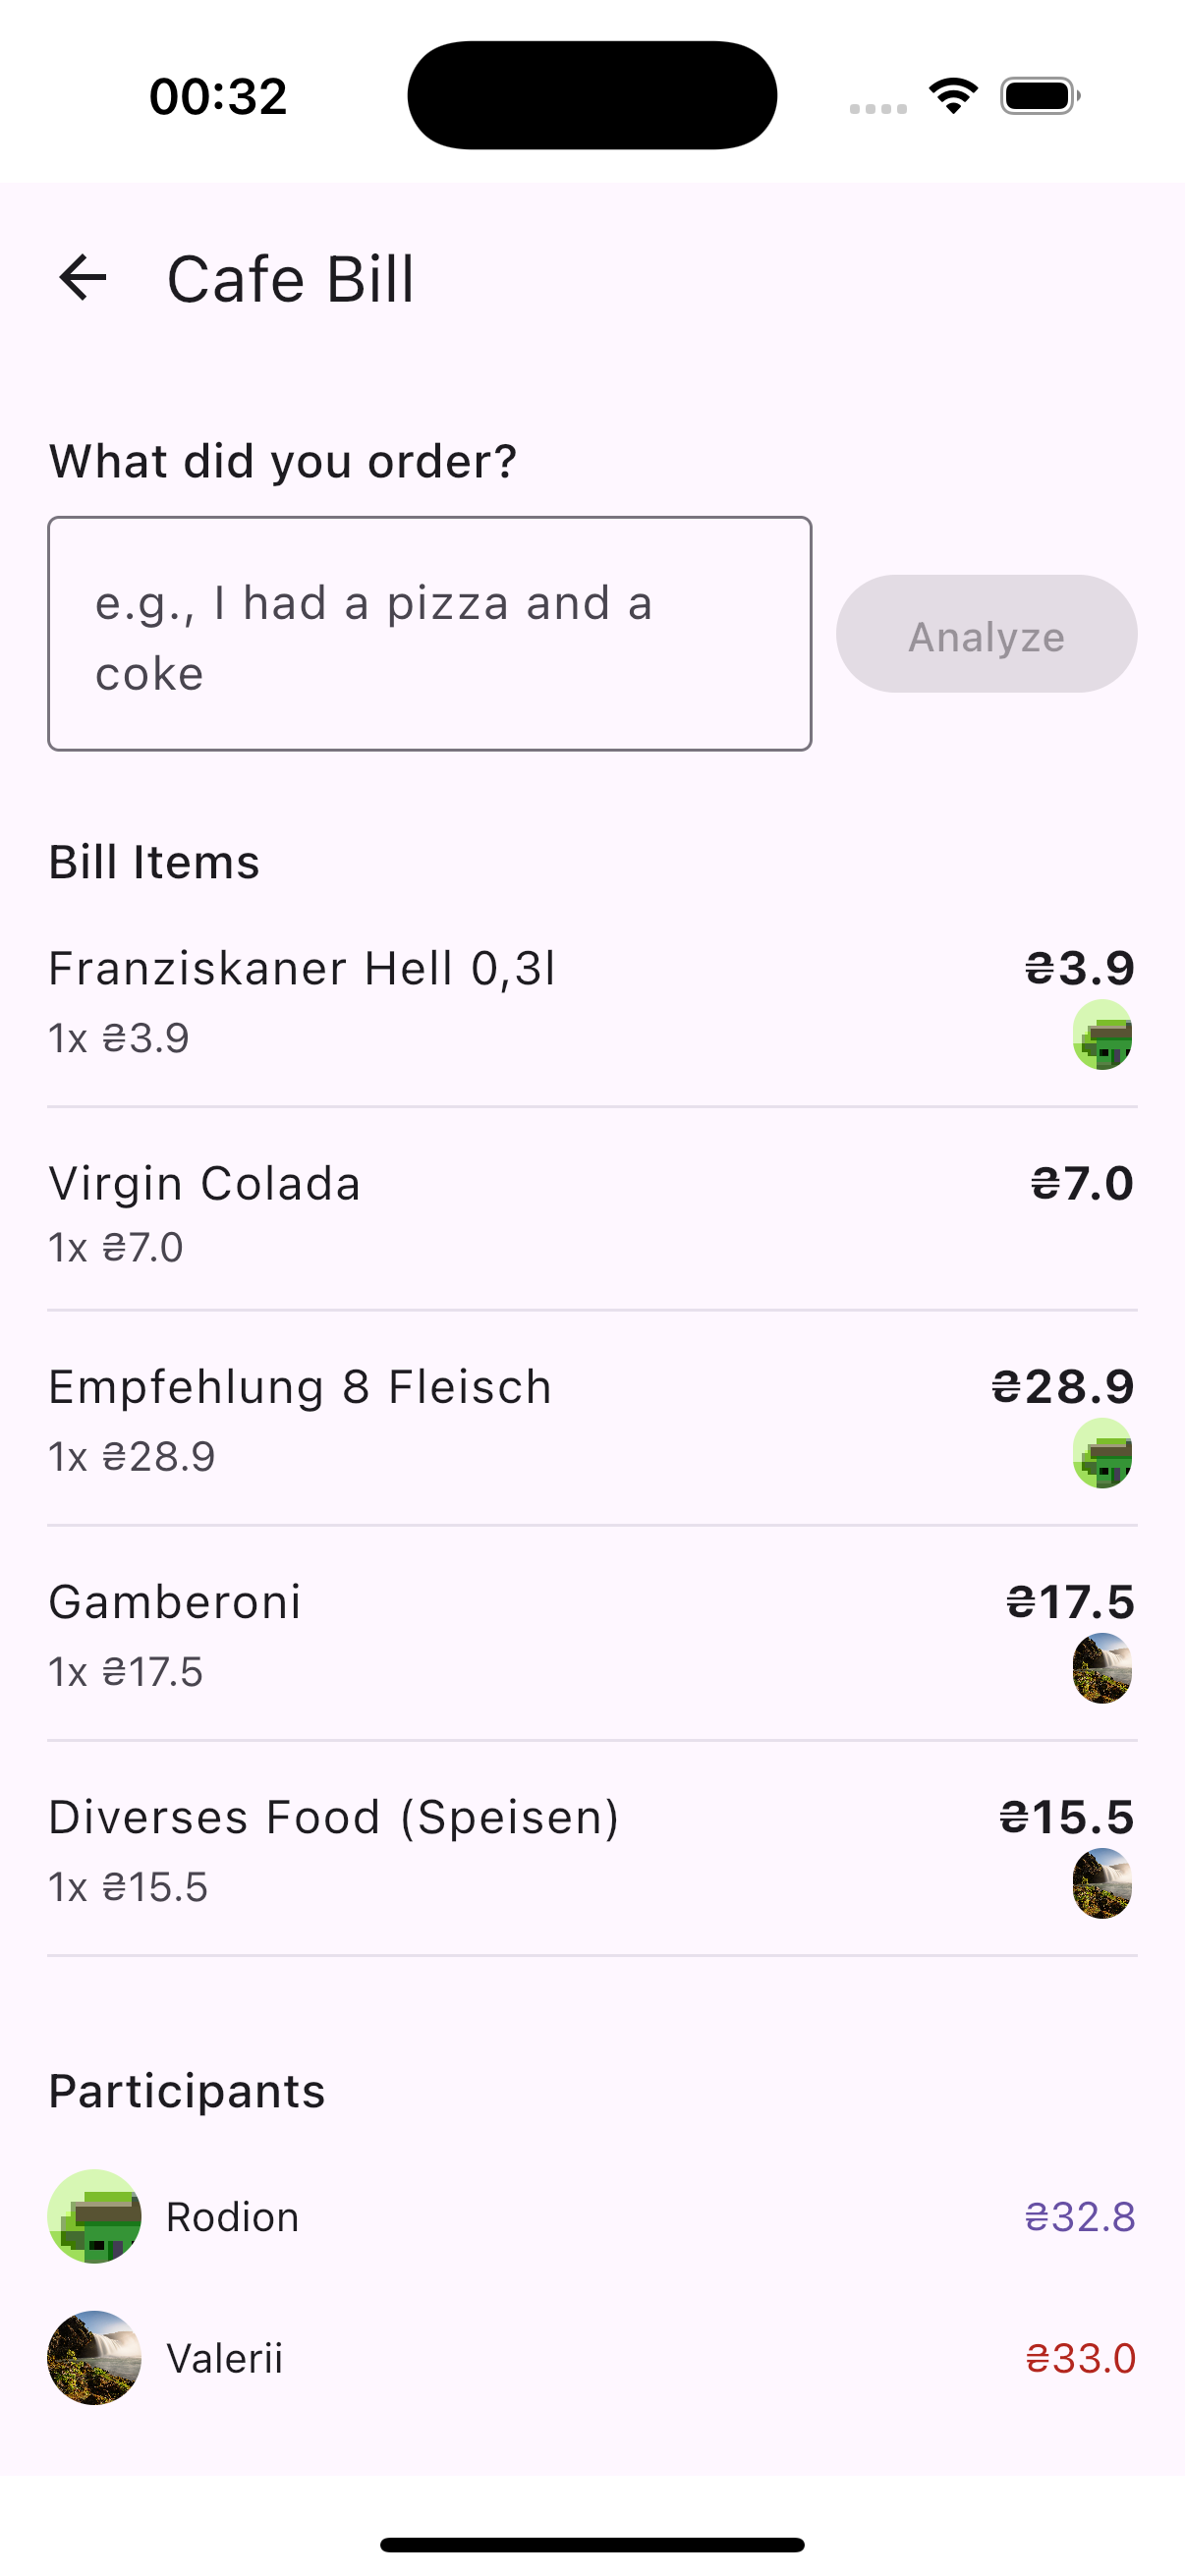 00:32
Cafe Bill
What did you order?
e.g., I had a pizza and a
coke
Analyze
Bill Items
Franziskaner Hell 0,3l
₴3.9
1x ₴3.9
Virgin Colada
₴7.0
1x ₴7.0
Empfehlung 8 Fleisch
₴28.9
1x ₴28.9
Gamberoni
₴17.5
1x ₴17.5
Diverses Food (Speisen)
₴15.5
1x ₴15.5
Participants
Rodion
₴32.8
Valerii
₴33.0